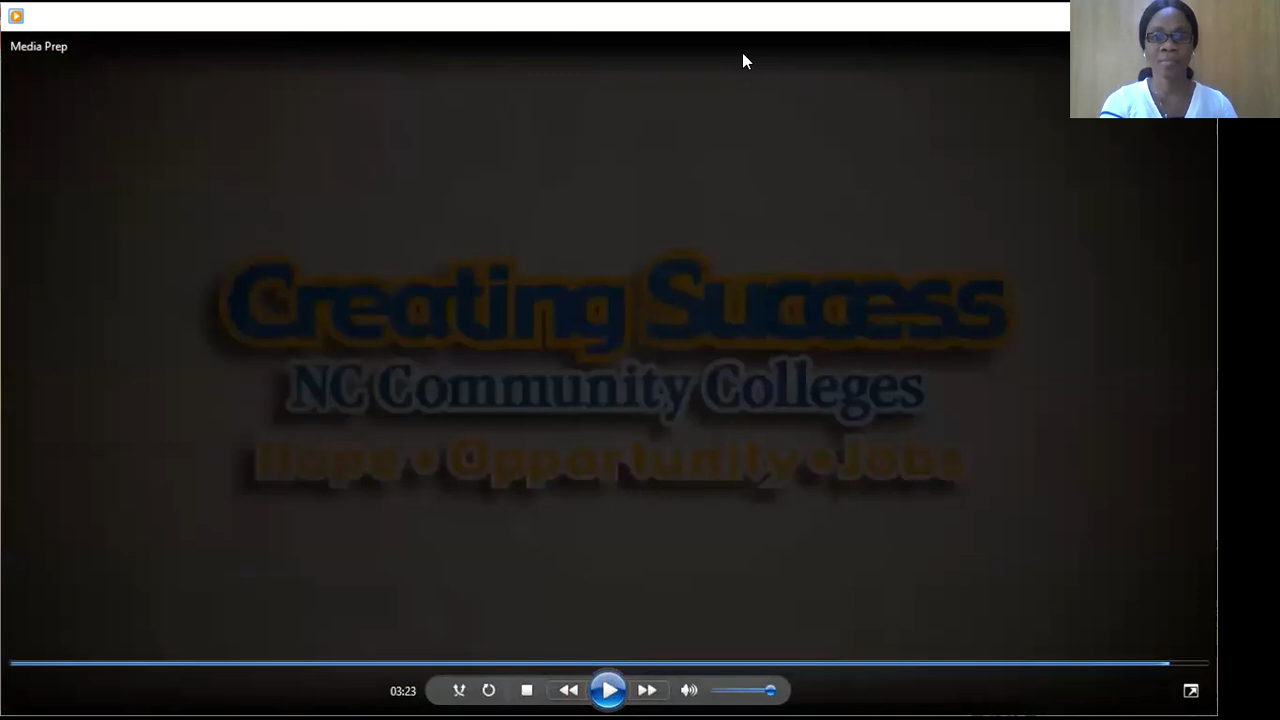 Media Prep
Creating Success
NC Community Colleges
Hope • Opportunity • Jobs
03:23